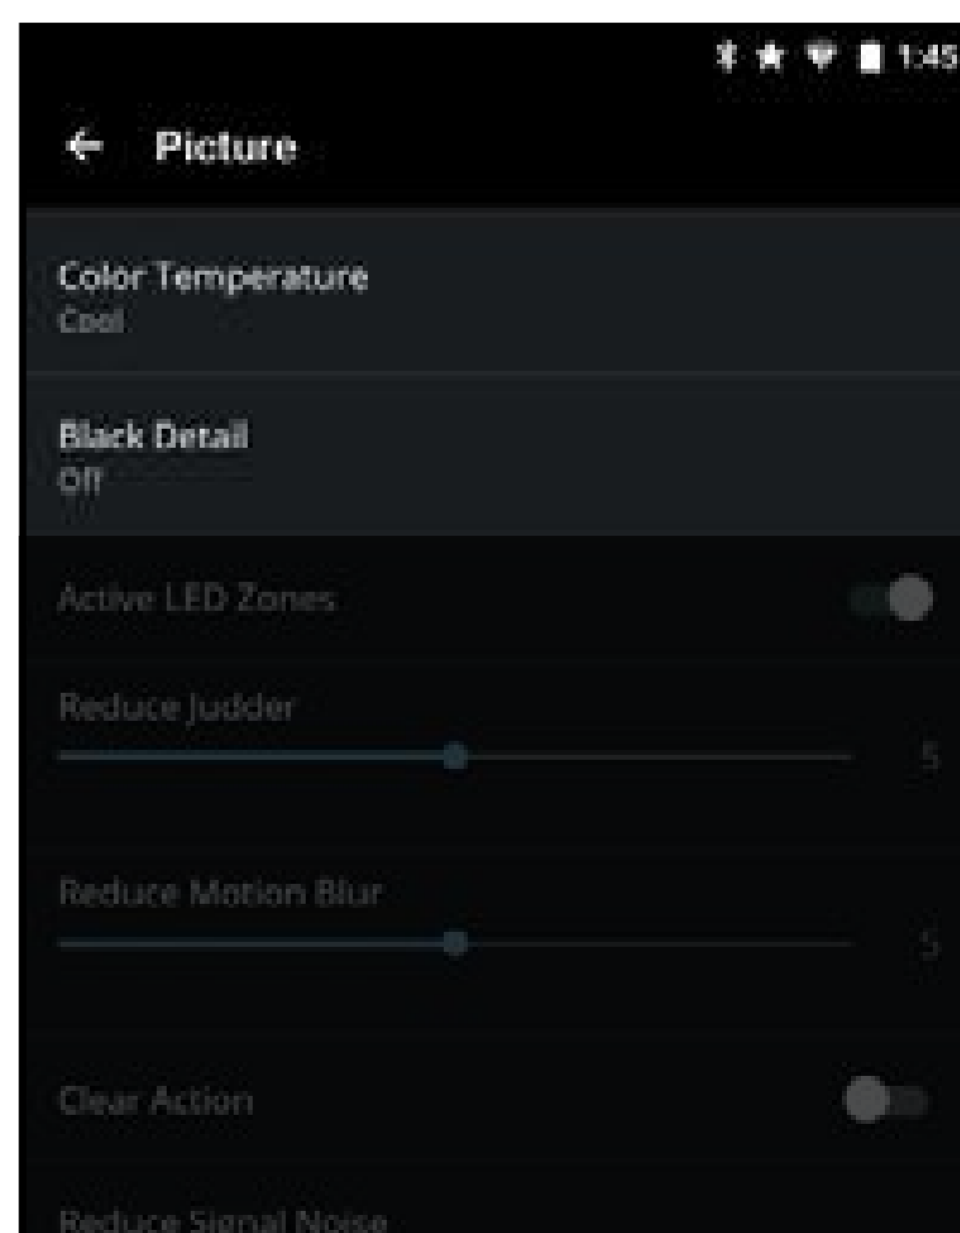 1:45
Picture
Color Temperature
Cool
Black Detail
Off
Active LED Zones
Reduce Judder
5
Reduce Motion Blur
5
Clear Action
Reduce Signal Noise